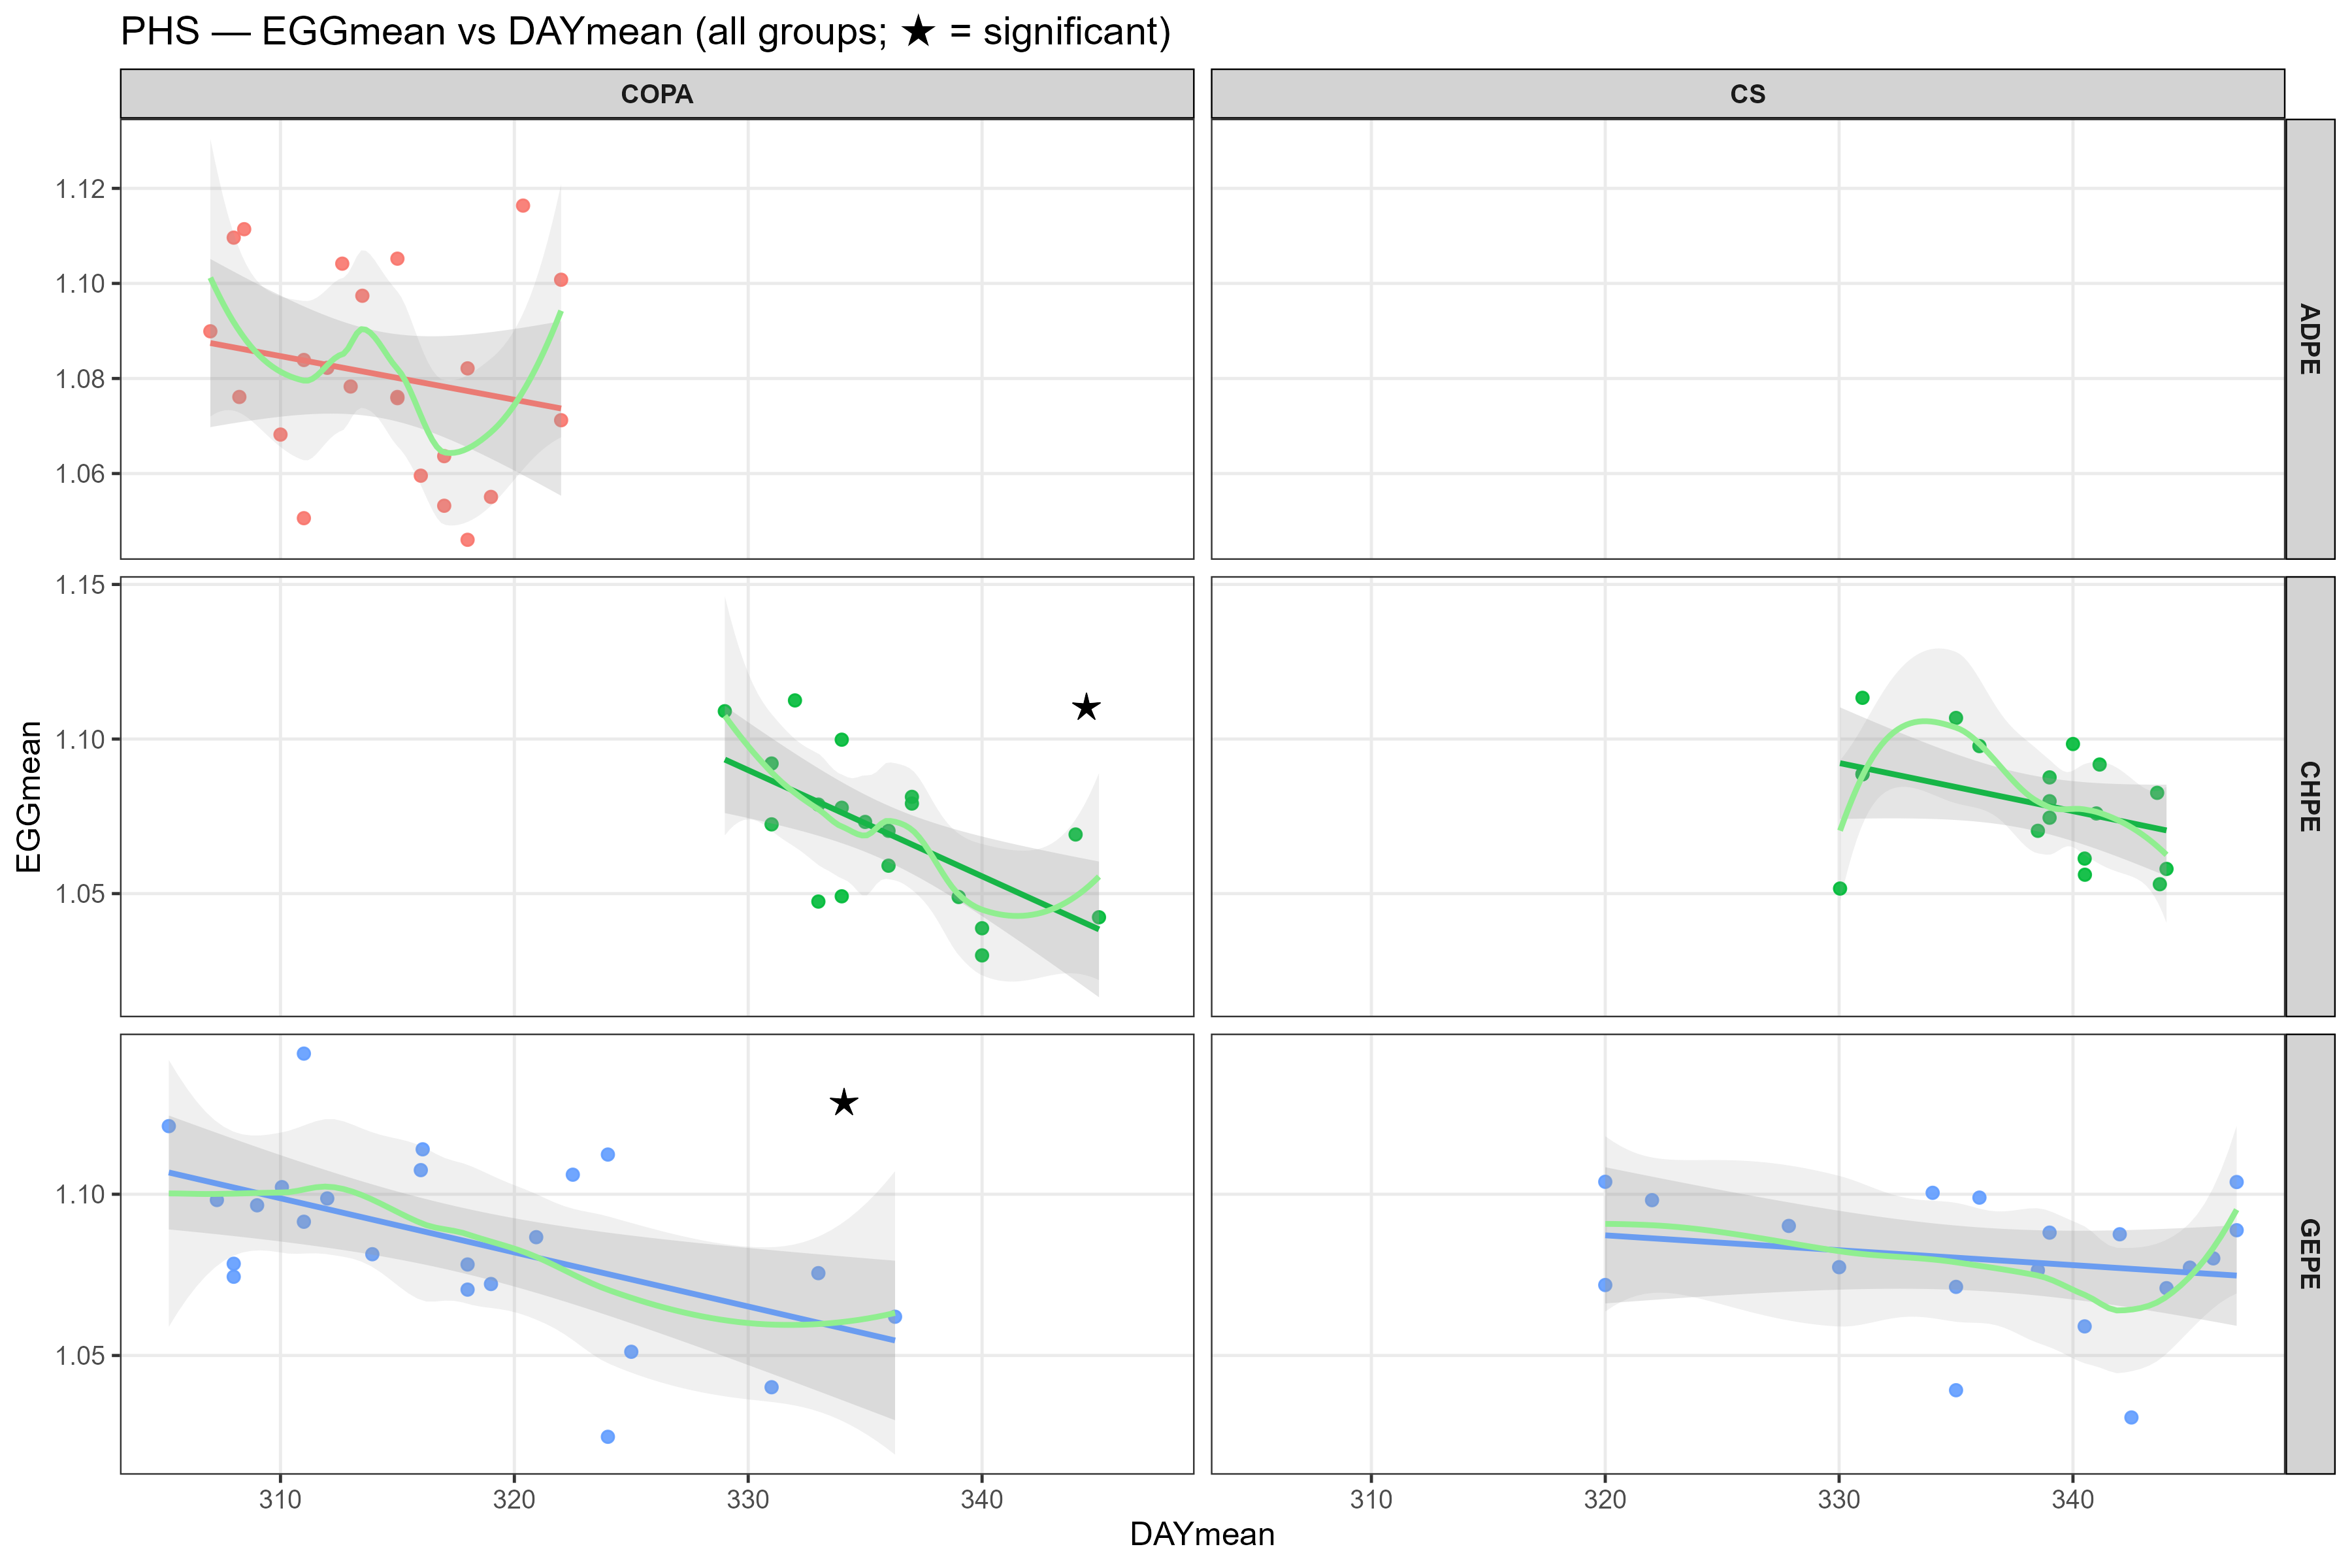 PHS — EGGmean vs DAYmean (all groups; ★ = significant)
COPA
CS
1.12
1.10
1.08
1.06
ADPE
1.15
1.10
1.05
CHPE
EGGmean
1.10
1.05
GEPE
310
320
330
340
310
320
330
340
DAYmean